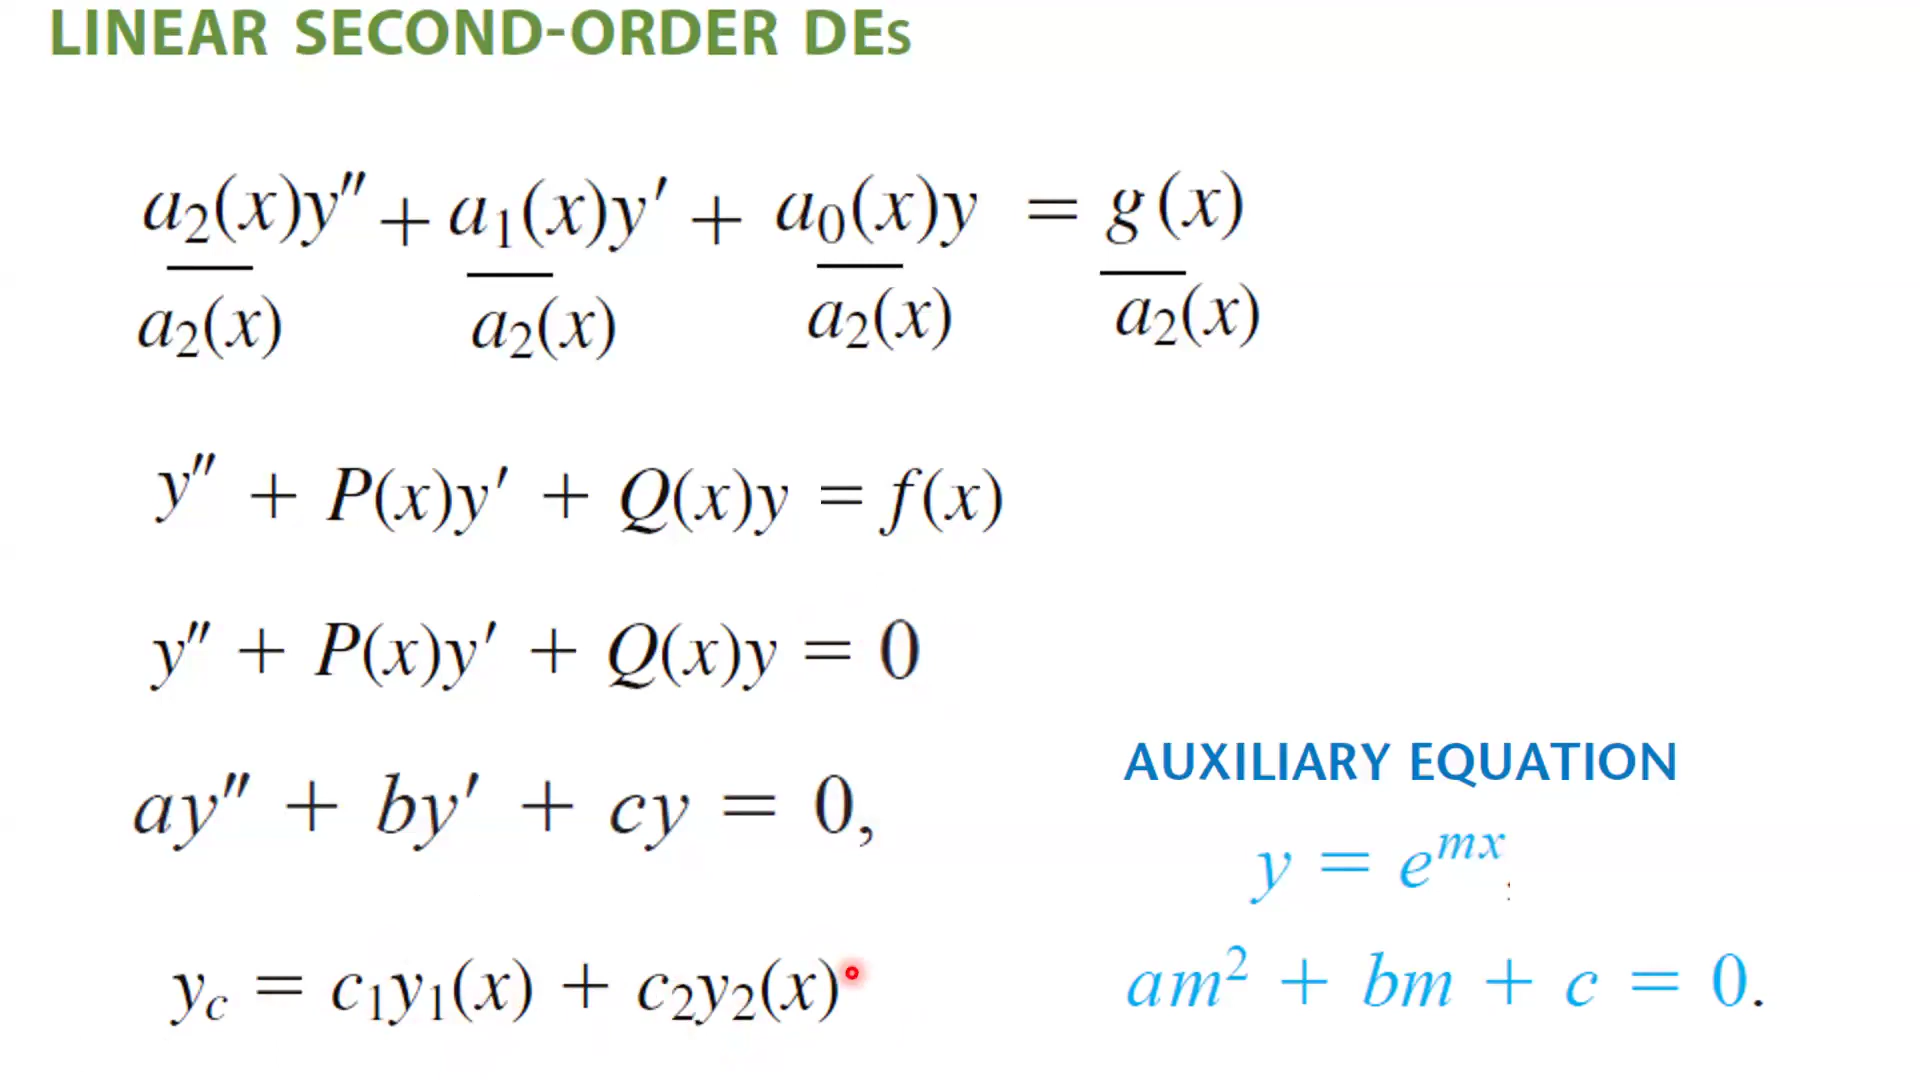 LINEAR SECOND-ORDER DEs
a₂(x)y″ + a₁(x)y′ + a₀(x)y = g(x)
a₂(x) a₂(x) a₂(x) a₂(x)
y″ + P(x)y′ + Q(x)y = f(x)
y″ + P(x)y′ + Q(x)y = 0
ay″ + by′ + cy = 0,
y_c = c₁y₁(x) + c₂y₂(x)
AUXILIARY EQUATION
y = e^{mx}
am² + bm + c = 0.